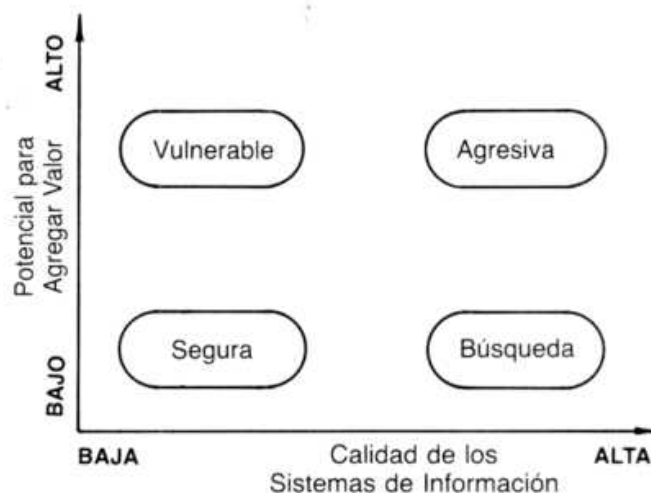 ALTO
Potencial para
Agregar Valor
BAJO
Vulnerable
Agresiva
Segura
Búsqueda
BAJA
Calidad de los
Sistemas de Información
ALTA